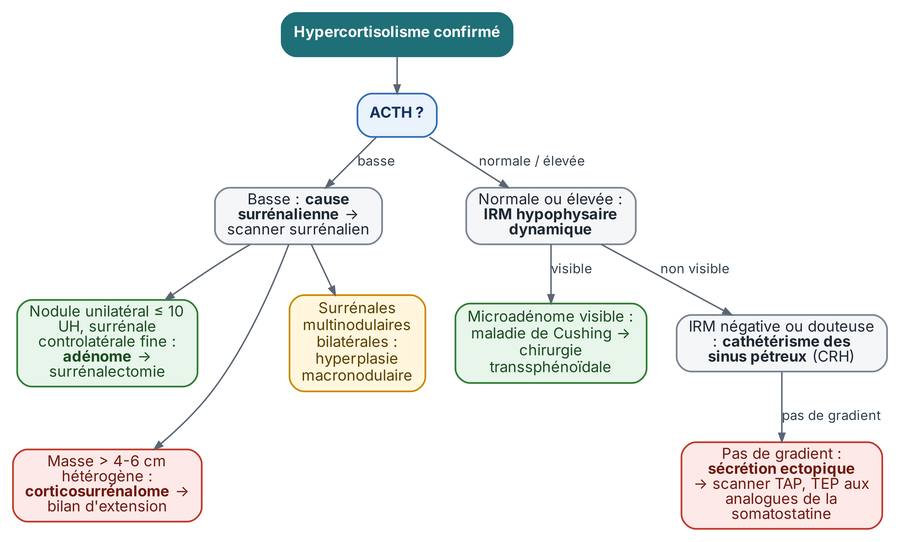 Hypercortisolisme confirmé
ACTH ?
basse
normale / élevée
Basse : cause
surrénalienne →
scanner surrénalien
Normale ou élevée :
IRM hypophysaire
dynamique
visible
non visible
Nodule unilatéral ≤ 10
UH, surrénale
controlatérale fine :
adénome →
surrénalectomie
Surrénales
multinodulaires
bilatérales :
hyperplasie
macronodulaire
Microadénome visible :
maladie de Cushing →
chirurgie
transsphénoïdale
IRM négative ou douteuse
: cathétérisme des
sinus pétreux (CRH)
pas de gradient
Masse > 4-6 cm
hétérogène :
corticosurrénalome →
bilan d'extension
Pas de gradient :
sécrétion ectopique
→ scanner TAP, TEP aux
analogues de la
somatostatine